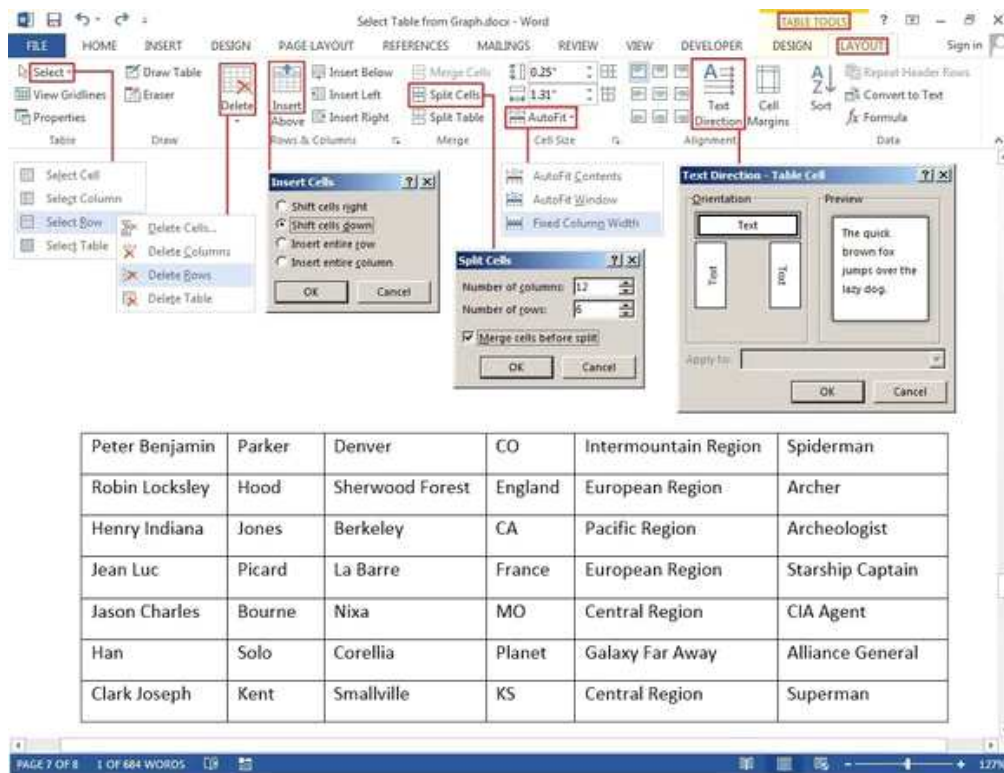 Select Table from Graph.docx - Word
TABLE TOOLS
FILE HOME INSERT DESIGN PAGE LAYOUT REFERENCES MAILINGS REVIEW VIEW DEVELOPER DESIGN LAYOUT Sign in
Select Draw Table Insert Below Merge Cells 0.25" Repeat Header Rows
View Gridlines Eraser Delete Insert Above Insert Left Split Cells 1.31" Text Direction Cell Margins Sort Convert to Text
Properties Insert Right Split Table AutoFit Formula
Table Draw Rows & Columns Merge Cell Size Alignment Data
Select Cell
Select Column
Select Row
Select Table
Delete Cells...
Delete Columns
Delete Rows
Delete Table
Insert Cells
Shift cells right
Shift cells down
Insert entire row
Insert entire column
OK Cancel
AutoFit Contents
AutoFit Window
Fixed Column Width
Split Cells
Number of columns: 12
Number of rows: 6
Merge cells before split
OK Cancel
Text Direction - Table Cell
Orientation Preview
Text
Text Text
The quick
brown fox
jumps over the
lazy dog.
Apply to:
OK Cancel
Peter Benjamin Parker Denver CO Intermountain Region Spiderman
Robin Locksley Hood Sherwood Forest England European Region Archer
Henry Indiana Jones Berkeley CA Pacific Region Archeologist
Jean Luc Picard La Barre France European Region Starship Captain
Jason Charles Bourne Nixa MO Central Region CIA Agent
Han Solo Corellia Planet Galaxy Far Away Alliance General
Clark Joseph Kent Smallville KS Central Region Superman
PAGE 7 OF 8 1 OF 684 WORDS 127%